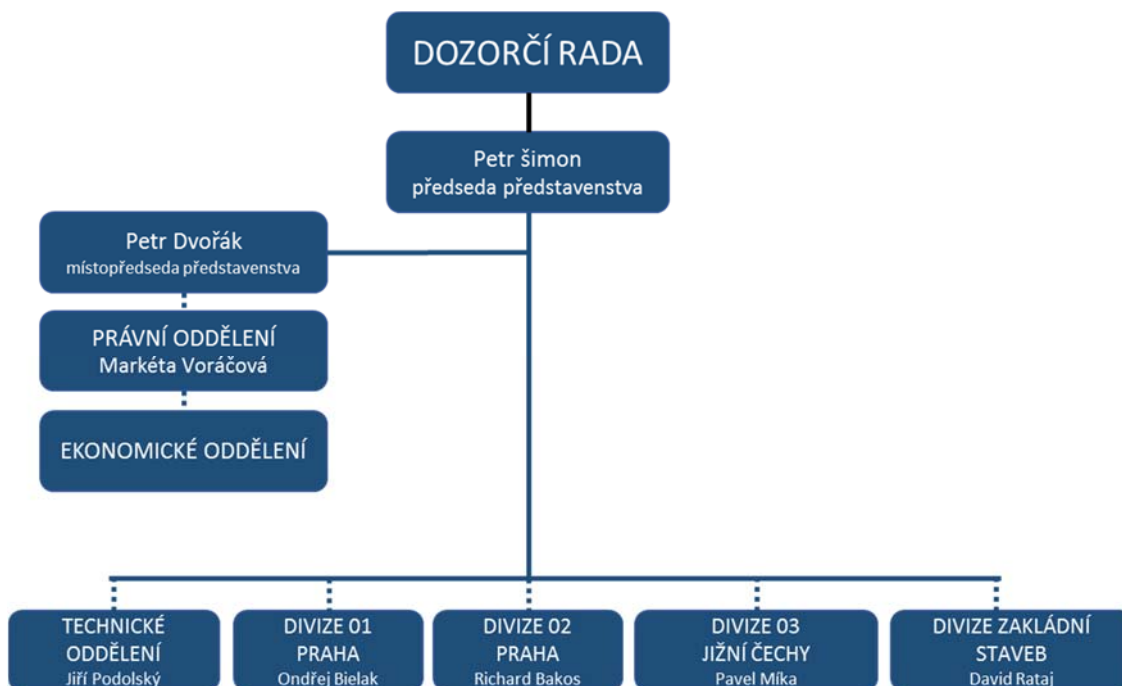 DOZORČÍ RADA
Petr šimon
předseda představenstva
Petr Dvořák
místopředseda představenstva
PRÁVNÍ ODDĚLENÍ
Markéta Voráčová
EKONOMICKÉ ODDĚLENÍ
TECHNICKÉ
ODDĚLENÍ
Jiří Podolský
DIVIZE 01
PRAHA
Ondřej Bielak
DIVIZE 02
PRAHA
Richard Bakos
DIVIZE 03
JIŽNÍ ČECHY
Pavel Míka
DIVIZE ZAKLÁDNÍ
STAVEB
David Rataj